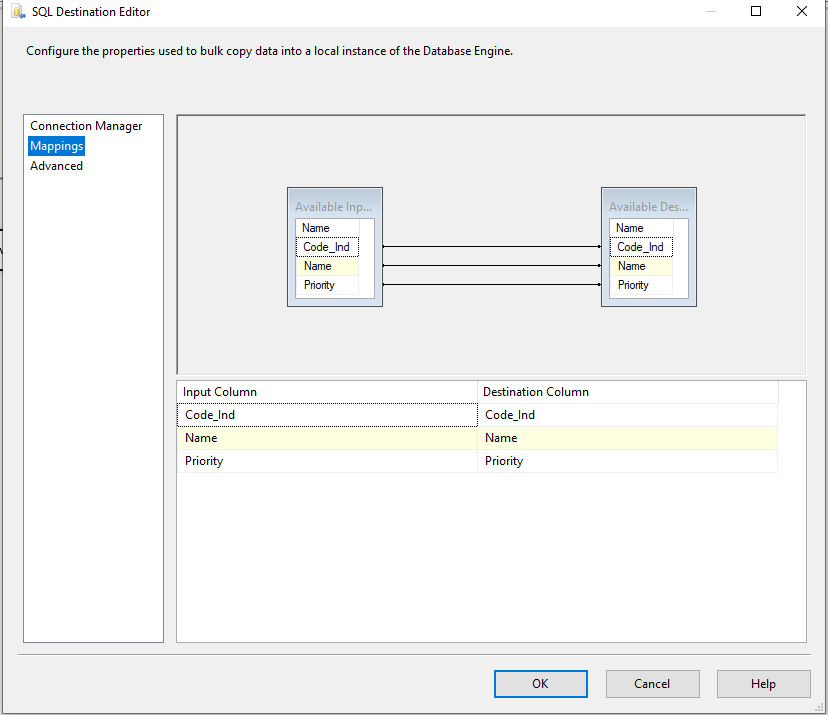 SQL Destination Editor
Configure the properties used to bulk copy data into a local instance of the Database Engine.
Connection Manager
Mappings
Advanced
Available Inp...
Name
Code_Ind
Name
Priority
Available Des...
Name
Code_Ind
Name
Priority
Input Column Destination Column
Code_Ind Code_Ind
Name Name
Priority Priority
OK Cancel Help